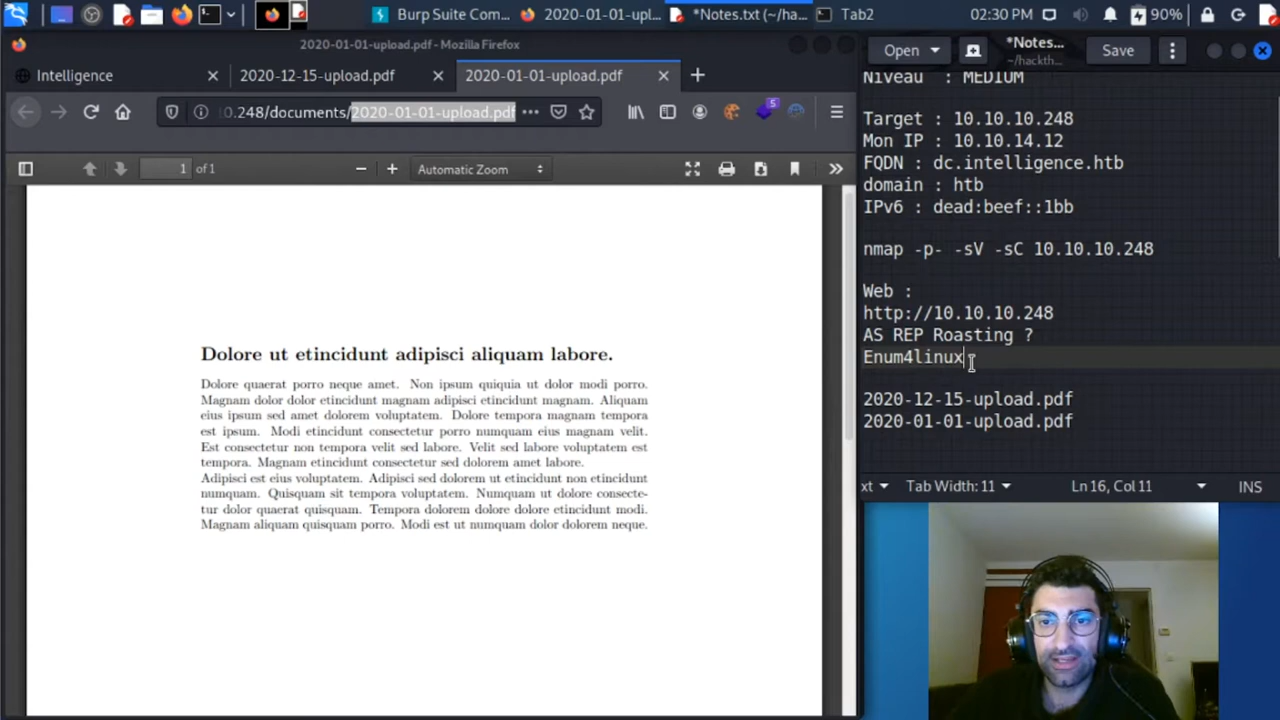 Burp Suite Com...
2020-01-01-upl...
*Notes.txt (~/ha...
Tab2
02:30 PM
90%
2020-01-01-upload.pdf - Mozilla Firefox
Intelligence
2020-12-15-upload.pdf
2020-01-01-upload.pdf
0.248/documents/2020-01-01-upload.pdf
5
1 of 1
Automatic Zoom
Dolore ut etincidunt adipisci aliquam labore.
Dolore quaerat porro neque amet. Non ipsum quiquia ut dolor modi porro.
Magnam dolor dolor etincidunt magnam adipisci etincidunt magnam. Aliquam
eius ipsum sed amet dolorem voluptatem. Dolore tempora magnam tempora
est ipsum. Modi etincidunt consectetur porro numquam eius magnam velit.
Est consectetur non tempora velit sed labore. Velit sed labore voluptatem est
tempora. Magnam etincidunt consectetur sed dolorem amet labore.
Adipisci est eius voluptatem. Adipisci sed dolorem ut etincidunt non etincidunt
numquam. Quisquam sit tempora voluptatem. Numquam ut dolore consecte-
tur dolor quaerat quisquam. Tempora dolorem dolore dolore etincidunt modi.
Magnam aliquam quisquam porro. Modi est ut numquam dolor dolorem neque.
Open
*Notes...
~/hackth...
Save
Niveau : MEDIUM
Target : 10.10.10.248
Mon IP : 10.10.14.12
FQDN : dc.intelligence.htb
domain : htb
IPv6 : dead:beef::1bb
nmap -p- -sV -sC 10.10.10.248
Web :
http://10.10.10.248
AS REP Roasting ?
Enum4linux
2020-12-15-upload.pdf
2020-01-01-upload.pdf
xt
Tab Width: 11
Ln 16, Col 11
INS